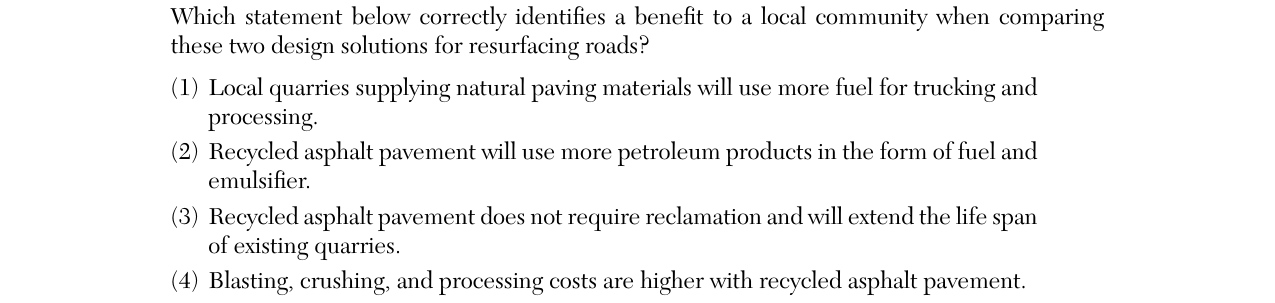 Which statement below correctly identifies a benefit to a local community when comparing
these two design solutions for resurfacing roads?
(1) Local quarries supplying natural paving materials will use more fuel for trucking and
processing.
(2) Recycled asphalt pavement will use more petroleum products in the form of fuel and
emulsifier.
(3) Recycled asphalt pavement does not require reclamation and will extend the life span
of existing quarries.
(4) Blasting, crushing, and processing costs are higher with recycled asphalt pavement.